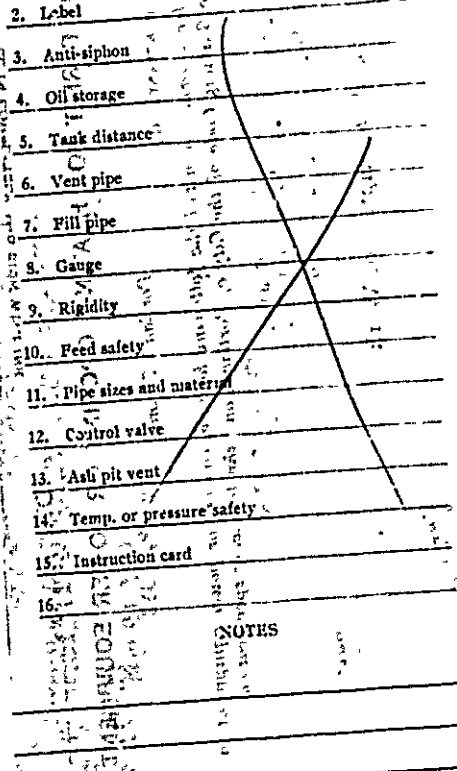 2. Label
3. Anti-siphon
4. Oil storage
5. Tank distance
6. Vent pipe
7. Fill pipe
8. Gauge
9. Rigidity
10. Feed safety
11. Pipe sizes and material
12. Control valve
13. Ash pit vent
14. Temp. or pressure safety
15. Instruction card
16.
NOTES